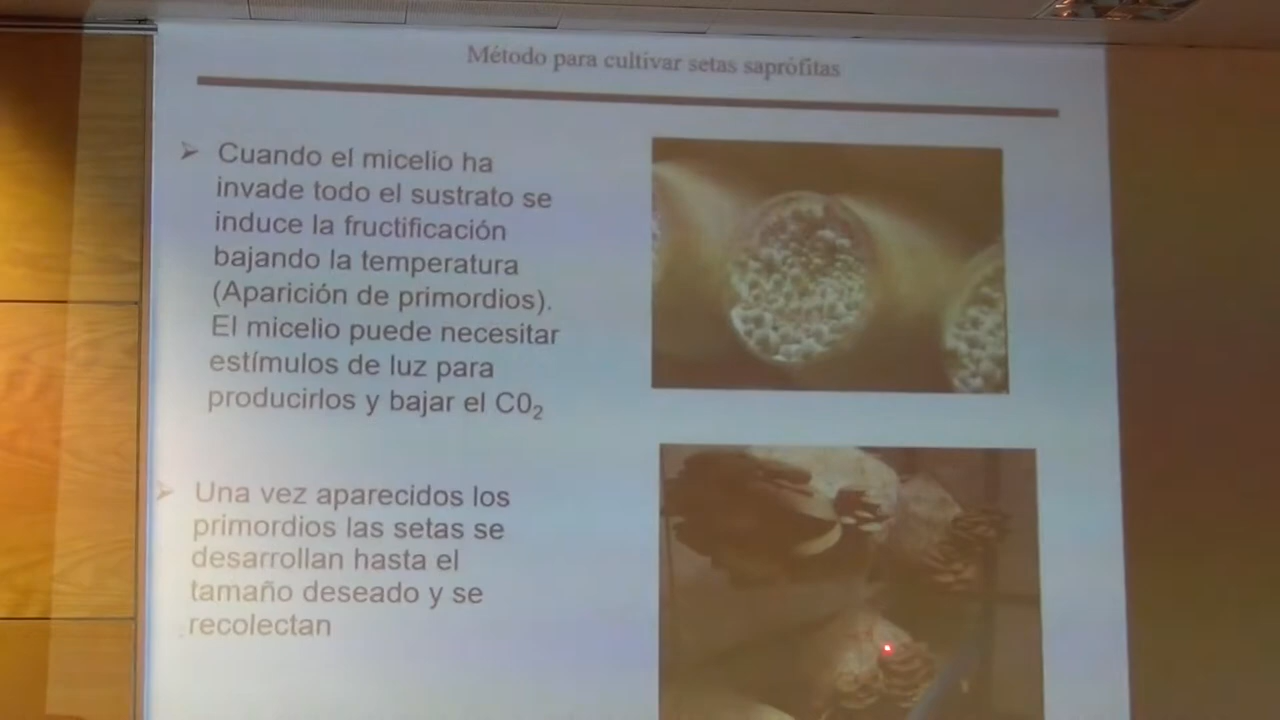 Método para cultivar setas saprófitas
➢ Cuando el micelio ha
invade todo el sustrato se
induce la fructificación
bajando la temperatura
(Aparición de primordios).
El micelio puede necesitar
estímulos de luz para
producirlos y bajar el C0₂
➢ Una vez aparecidos los
primordios las setas se
desarrollan hasta el
tamaño deseado y se
recolectan